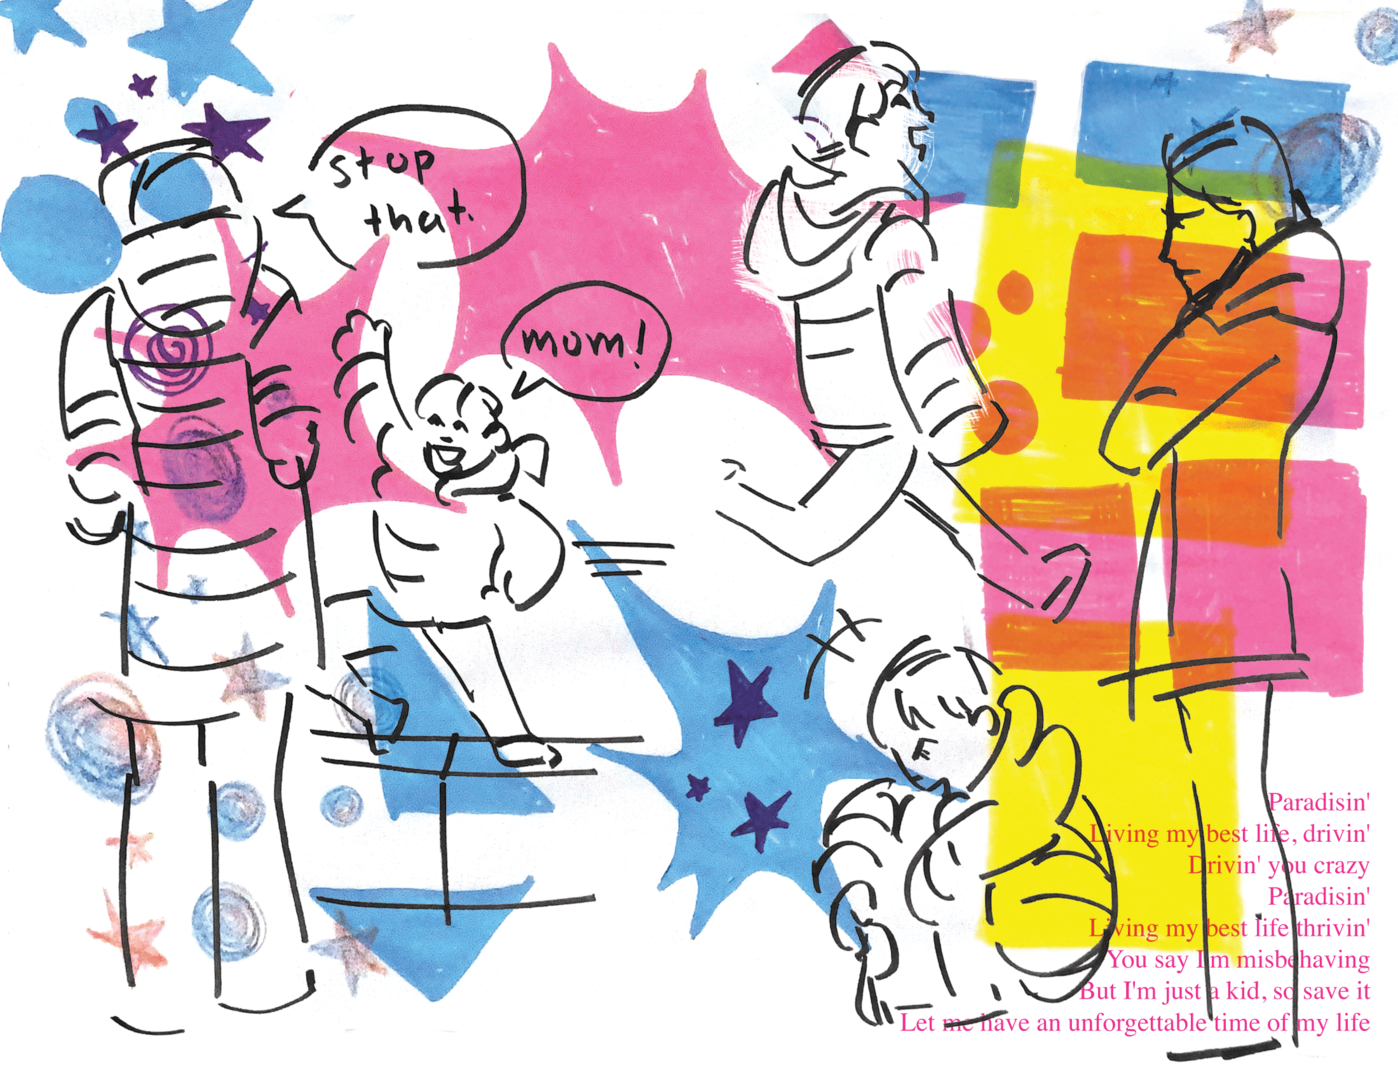 stop
that.
mom!
Paradisin'
Living my best life, drivin'
Drivin' you crazy
Paradisin'
Living my best life thrivin'
You say I'm misbehaving
But I'm just a kid, so save it
Let me have an unforgettable time of my life